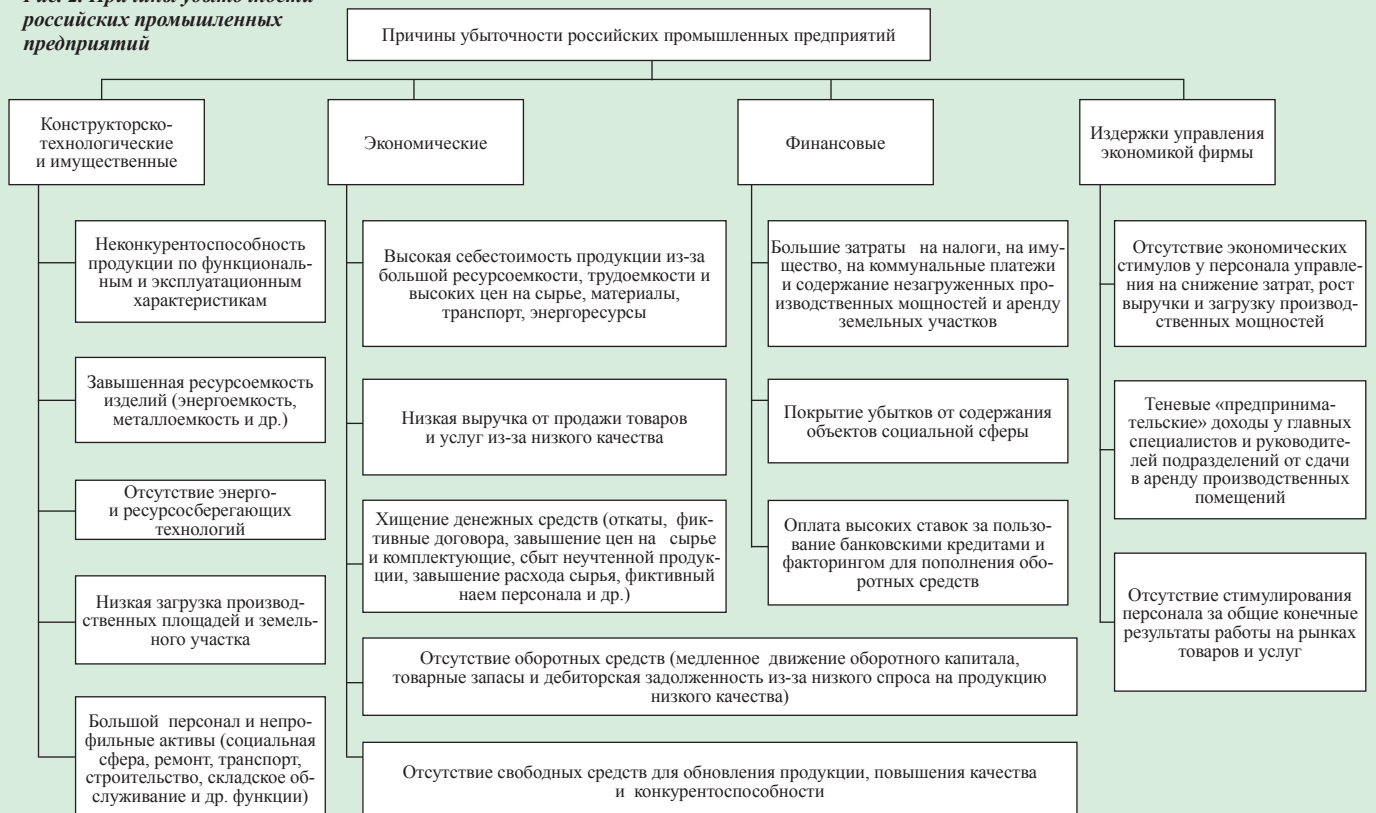 российских промышленных
предприятий
Причины убыточности российских промышленных предприятий
Конструкторско-
технологические
и имущественные
Экономические
Финансовые
Издержки управления
экономикой фирмы
Неконкурентоспособность
продукции по функциональ-
ным и эксплуатационным
характеристикам
Завышенная ресурсоемкость
изделий (энергоемкость,
металлоемкость и др.)
Отсутствие энерго-
и ресурсосберегающих
технологий
Низкая загрузка производ-
ственных площадей и земель-
ного участка
Большой персонал и непро-
фильные активы (социальная
сфера, ремонт, транспорт,
строительство, складское об-
служивание и др. функции)
Высокая себестоимость продукции из-за
большой ресурсоемкости, трудоемкости и
высоких цен на сырье, материалы,
транспорт, энергоресурсы
Низкая выручка от продажи товаров
и услуг из-за низкого качества
Хищение денежных средств (откаты, фик-
тивные договора, завышение цен на сырье
и комплектующие, сбыт неучтенной продук-
ции, завышение расхода сырья, фиктивный
наем персонала и др.)
Отсутствие оборотных средств (медленное движение оборотного капитала,
товарные запасы и дебиторская задолженность из-за низкого спроса на продукцию
низкого качества)
Отсутствие свободных средств для обновления продукции, повышения качества
и конкурентоспособности
Большие затраты на налоги, на иму-
щество, на коммунальные платежи
и содержание незагруженных про-
изводственных мощностей и аренду
земельных участков
Покрытие убытков от содержания
объектов социальной сферы
Оплата высоких ставок за пользо-
вание банковскими кредитами и
факторингом для пополнения обо-
ротных средств
Отсутствие экономических
стимулов у персонала управле-
ния на снижение затрат, рост
выручки и загрузку производ-
ственных мощностей
Теневые «предпринима-
тельские» доходы у главных
специалистов и руководите-
лей подразделений от сдачи
в аренду производственных
помещений
Отсутствие стимулирования
персонала за общие конечные
результаты работы на рынках
товаров и услуг